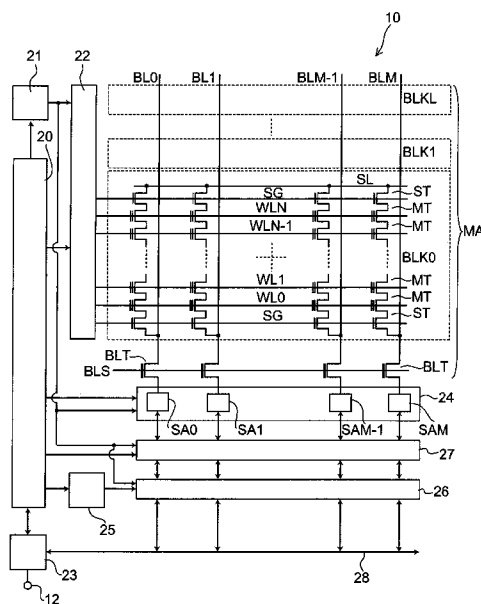 10
21
22
BL0 BL1 BLM-1 BLM
BLKL
20
BLK1
SL
SG ST
WLN MT
WLN-1 MT
MA
BLK0
WL1 MT
WL0 MT
SG ST
BLT
BLS BLT
24
SA0 SA1 SAM-1 SAM
27
26
25
23
28
12